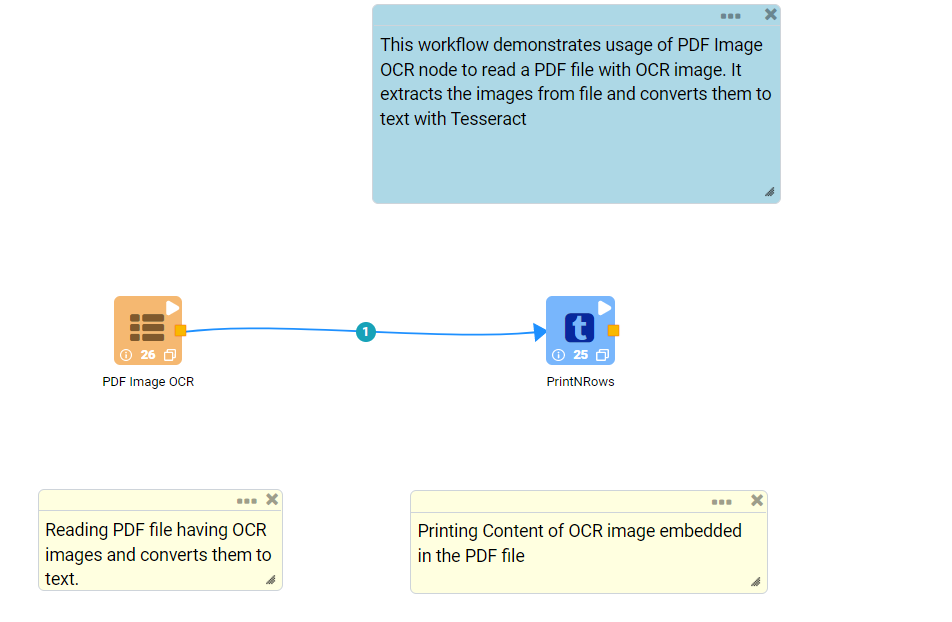 This workflow demonstrates usage of PDF Image
OCR node to read a PDF file with OCR image. It
extracts the images from file and converts them to
text with Tesseract
1
t
26
25
PDF Image OCR
PrintNRows
Reading PDF file having OCR
images and converts them to
text.
Printing Content of OCR image embedded
in the PDF file